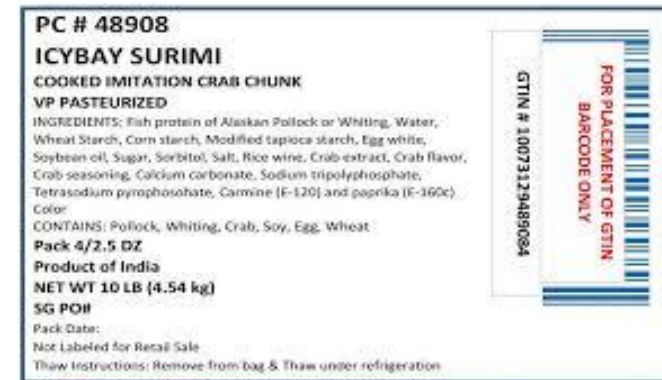 PC # 48908
ICYBAY SURIMI
COOKED IMITATION CRAB CHUNK
VP PASTEURIZED
INGREDIENTS: Fish protein of Alaskan Pollock or Whiting, Water,
Wheat Starch, Corn starch, Modified tapioca starch, Egg white,
Soybean oil, Sugar, Sorbitol, Salt, Rice wine, Crab extract, Crab flavor,
Crab seasoning, Calcium carbonate, Sodium tripolyphosphate,
Tetrasodium pyrophosohate, Carmine (E-120) and paprika (E-160c)
Color
CONTAINS: Pollock, Whiting, Crab, Soy, Egg, Wheat
Pack 4/2.5 DZ
Product of India
NET WT 10 LB (4.54 kg)
SG PO#
Pack Date:
Not Labeled for Retail Sale
Thaw Instructions: Remove from bag & Thaw under refrigeration
GTIN # 10073129489084
FOR PLACEMENT OF GTIN
BARCODE ONLY